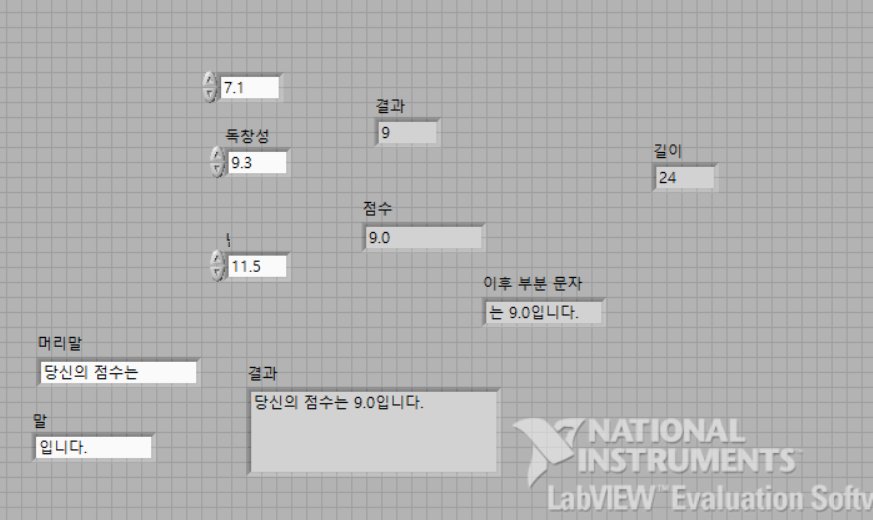 7.1
결과
9
독창성
9.3
길이
24
점수
9.0
11.5
이후 부분 문자
는 9.0입니다.
머리말
당신의 점수는
결과
당신의 점수는 9.0입니다.
말
입니다.
NATIONAL
INSTRUMENTS™
LabVIEW™ Evaluation Softw